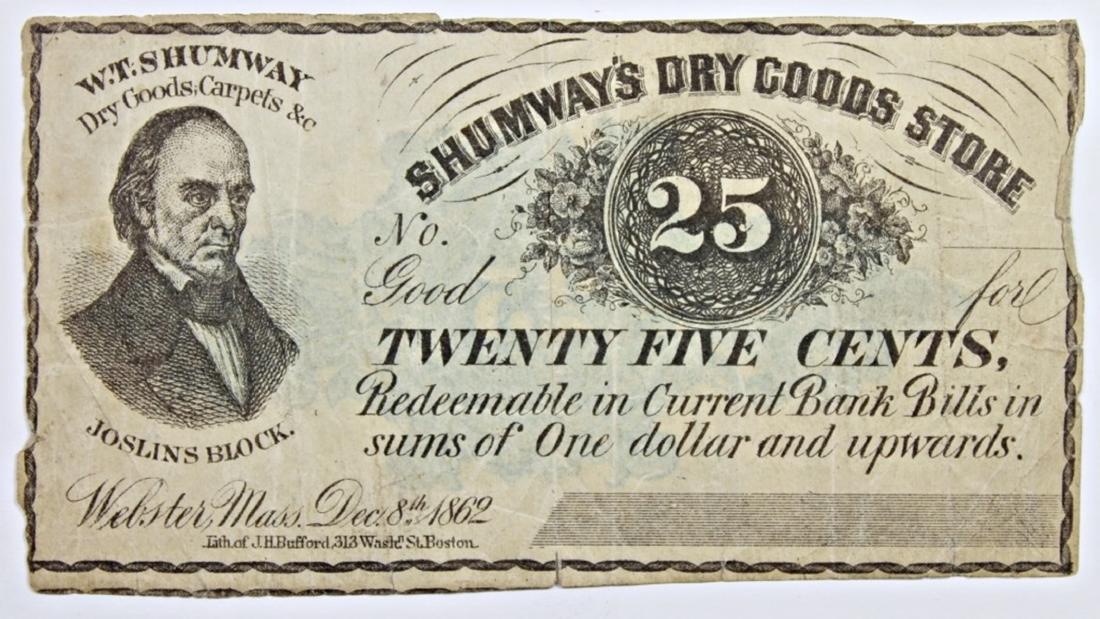 W. T. SHUMWAY
Dry Goods, Carpets &c
JOSLINS BLOCK.
SHUMWAY'S DRY GOODS STORE
25
No.
Good for
TWENTY FIVE CENTS,
Redeemable in Current Bank Bills in
sums of One dollar and upwards.
Webster, Mass. Dec. 8th 1862
Lith. of J.H. Bufford, 313 Washn. St. Boston